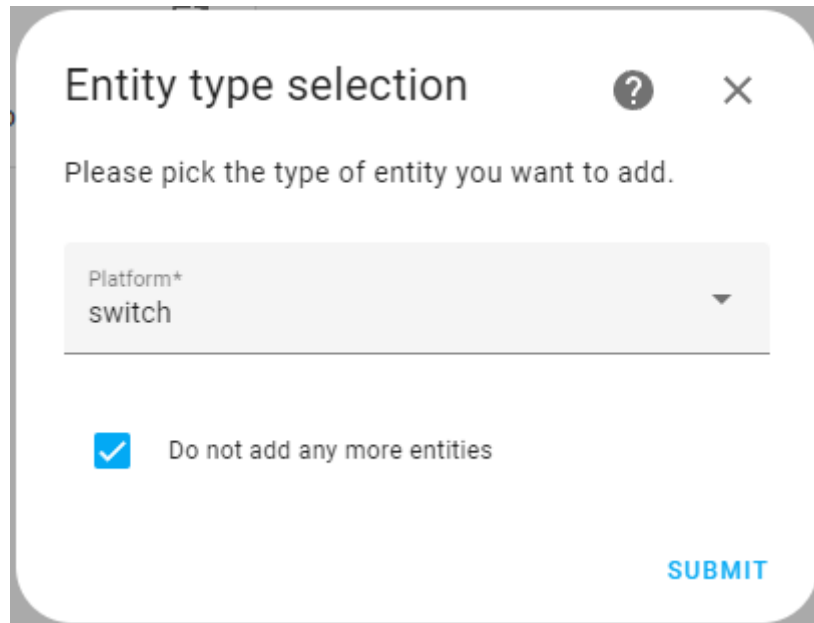 Entity type selection
Please pick the type of entity you want to add.
Platform*
switch
Do not add any more entities
SUBMIT